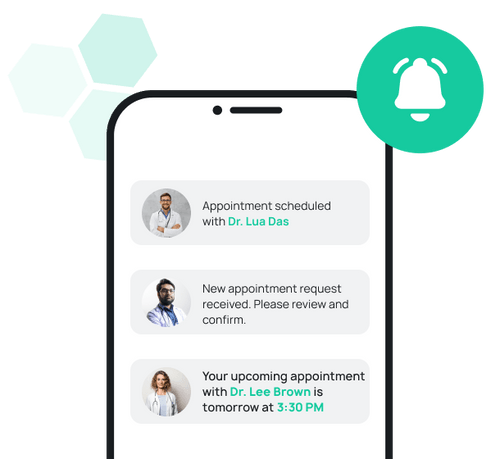 Appointment scheduled
with Dr. Lua Das
New appointment request
received. Please review and
confirm.
Your upcoming appointment
with Dr. Lee Brown is
tomorrow at 3:30 PM